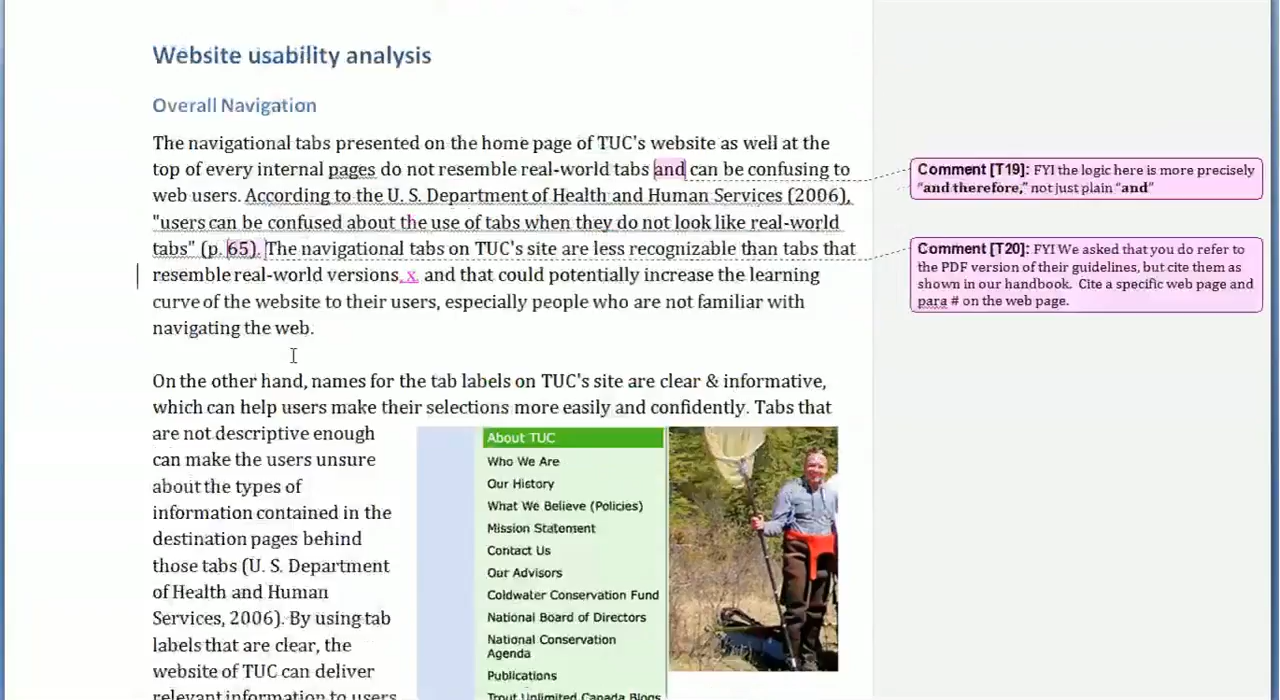 Website usability analysis
Overall Navigation
The navigational tabs presented on the home page of TUC's website as well at the
top of every internal pages do not resemble real-world tabs and can be confusing to
web users. According to the U. S. Department of Health and Human Services (2006),
"users can be confused about the use of tabs when they do not look like real-world
tabs" (p. 65). The navigational tabs on TUC's site are less recognizable than tabs that
resemble real-world versions, x, and that could potentially increase the learning
curve of the website to their users, especially people who are not familiar with
navigating the web.
On the other hand, names for the tab labels on TUC's site are clear & informative,
which can help users make their selections more easily and confidently. Tabs that
are not descriptive enough
can make the users unsure
about the types of
information contained in the
destination pages behind
those tabs (U. S. Department
of Health and Human
Services, 2006). By using tab
labels that are clear, the
website of TUC can deliver
relevant information to users
About TUC
Who We Are
Our History
What We Believe (Policies)
Mission Statement
Contact Us
Our Advisors
Coldwater Conservation Fund
National Board of Directors
National Conservation
Agenda
Publications
Trout Unlimited Canada Blogs
Comment [T19]: FYI the logic here is more precisely
"and therefore," not just plain "and"
Comment [T20]: FYI We asked that you do refer to
the PDF version of their guidelines, but cite them as
shown in our handbook. Cite a specific web page and
para # on the web page.